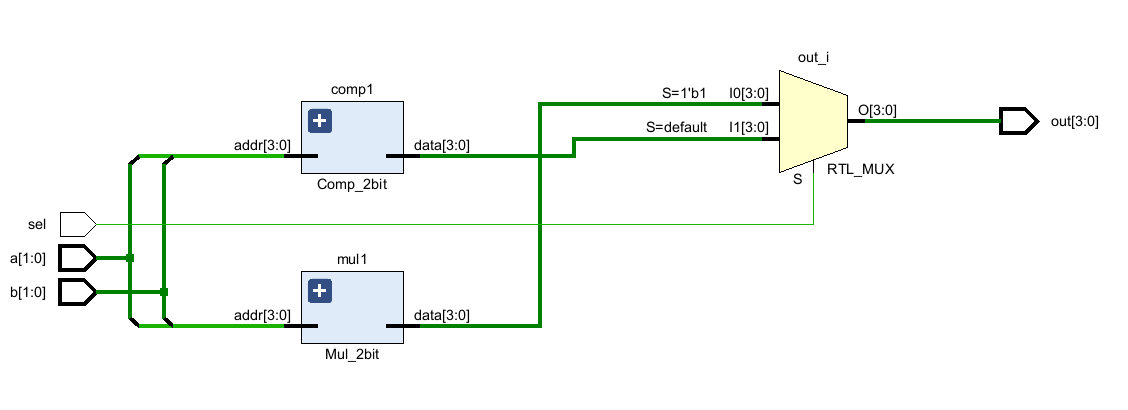 out_i
comp1
S=1'b1 I0[3:0]
O[3:0]
out[3:0]
S=default I1[3:0]
addr[3:0] data[3:0]
RTL_MUX
S
Comp_2bit
sel
a[1:0]
mul1
b[1:0]
addr[3:0] data[3:0]
Mul_2bit